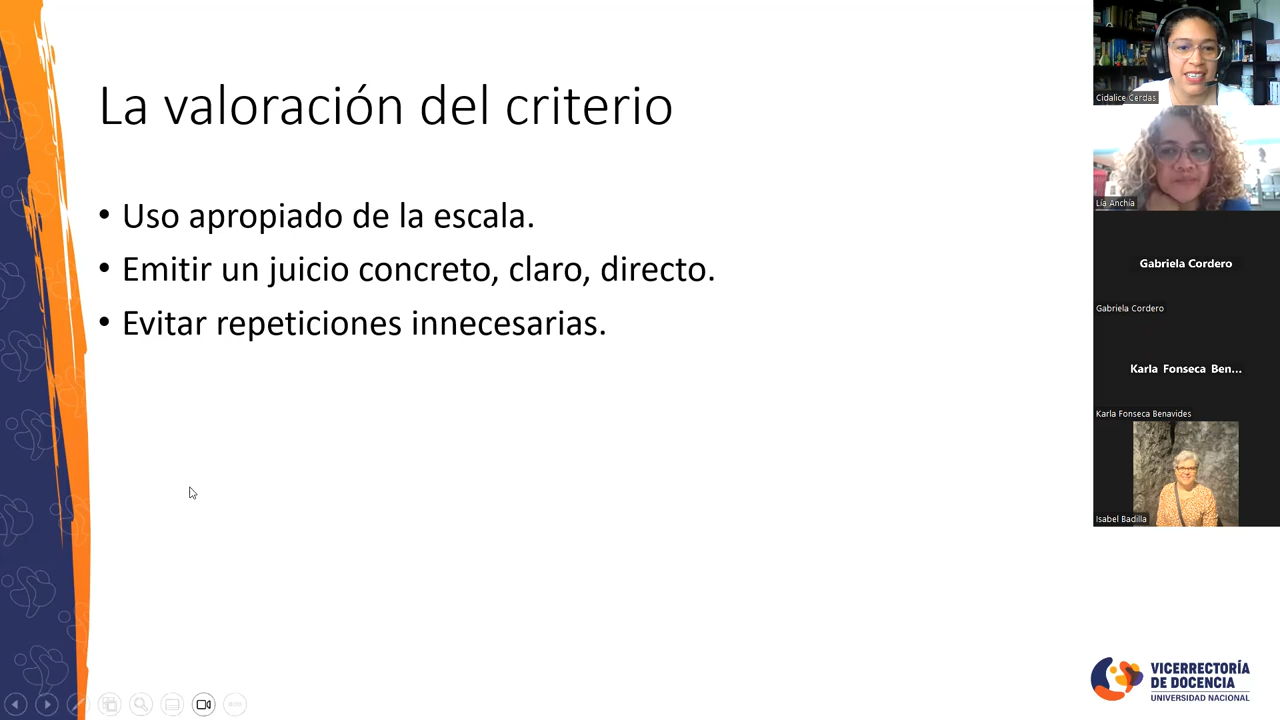 La valoración del criterio
• Uso apropiado de la escala.
• Emitir un juicio concreto, claro, directo.
• Evitar repeticiones innecesarias.
Cidalice Cerdas
Lía Anchía
Gabriela Cordero
Gabriela Cordero
Karla Fonseca Ben...
Karla Fonseca Benavides
Isabel Badilla
VICERRECTORÍA
DE DOCENCIA
UNIVERSIDAD NACIONAL